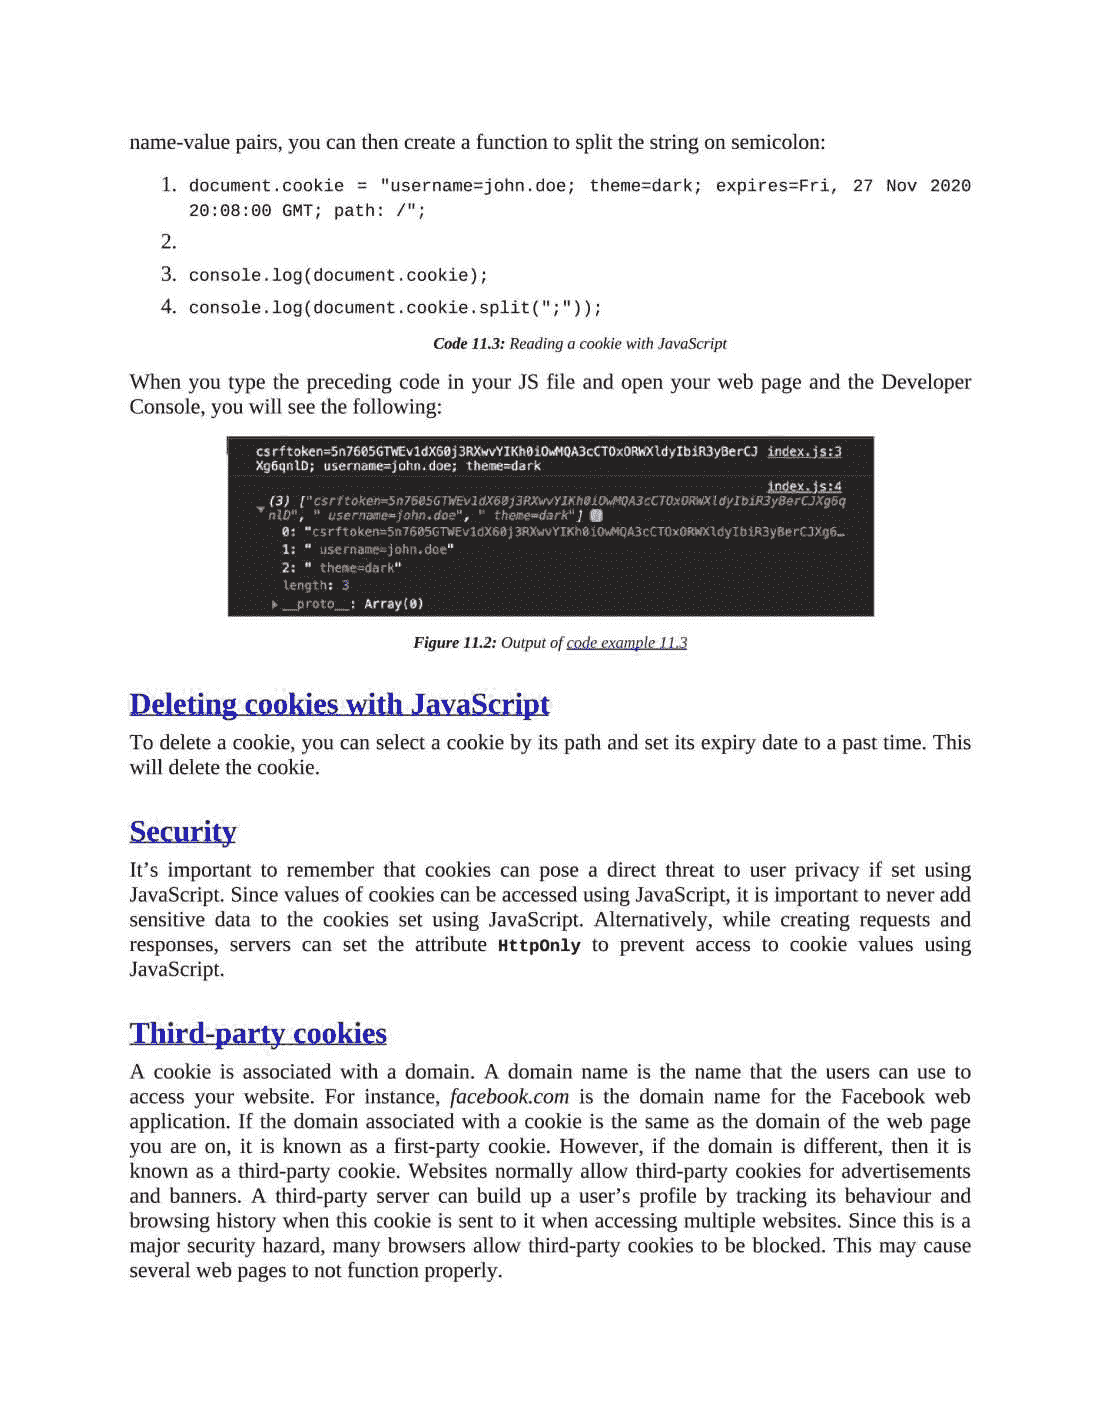 name-value pairs, you can then create a function to split the string on semicolon:
1. document.cookie = "username=john.doe; theme=dark; expires=Fri, 27 Nov 2020
20:08:00 GMT; path: /";
2.
3. console.log(document.cookie);
4. console.log(document.cookie.split(";"));
Code 11.3: Reading a cookie with JavaScript
When you type the preceding code in your JS file and open your web page and the Developer
Console, you will see the following:
csrftoken=5n7605GTWEv1dX60j3RXwvYIKh0iOwMQA3cCTOxORWXldyIbiR3yBerCJ index.js:3
Xg6qnlD; username=john.doe; theme=dark
index.js:4
(3) ["csrftoken=5n7605GTWEv1dX60j3RXwvYIKh0iOwMQA3cCTOxORWXldyIbiR3yBerCJXg6q
nlD", " username=john.doe", " theme=dark"]
0: "csrftoken=5n7605GTWEv1dX60j3RXwvYIKh0iOwMQA3cCTOxORWXldyIbiR3yBerCJXg6…
1: " username=john.doe"
2: " theme=dark"
length: 3
__proto__: Array(0)
Figure 11.2: Output of code example 11.3
Deleting cookies with JavaScript
To delete a cookie, you can select a cookie by its path and set its expiry date to a past time. This
will delete the cookie.
Security
It’s important to remember that cookies can pose a direct threat to user privacy if set using
JavaScript. Since values of cookies can be accessed using JavaScript, it is important to never add
sensitive data to the cookies set using JavaScript. Alternatively, while creating requests and
responses, servers can set the attribute HttpOnly to prevent access to cookie values using
JavaScript.
Third-party cookies
A cookie is associated with a domain. A domain name is the name that the users can use to
access your website. For instance, facebook.com is the domain name for the Facebook web
application. If the domain associated with a cookie is the same as the domain of the web page
you are on, it is known as a first-party cookie. However, if the domain is different, then it is
known as a third-party cookie. Websites normally allow third-party cookies for advertisements
and banners. A third-party server can build up a user’s profile by tracking its behaviour and
browsing history when this cookie is sent to it when accessing multiple websites. Since this is a
major security hazard, many browsers allow third-party cookies to be blocked. This may cause
several web pages to not function properly.